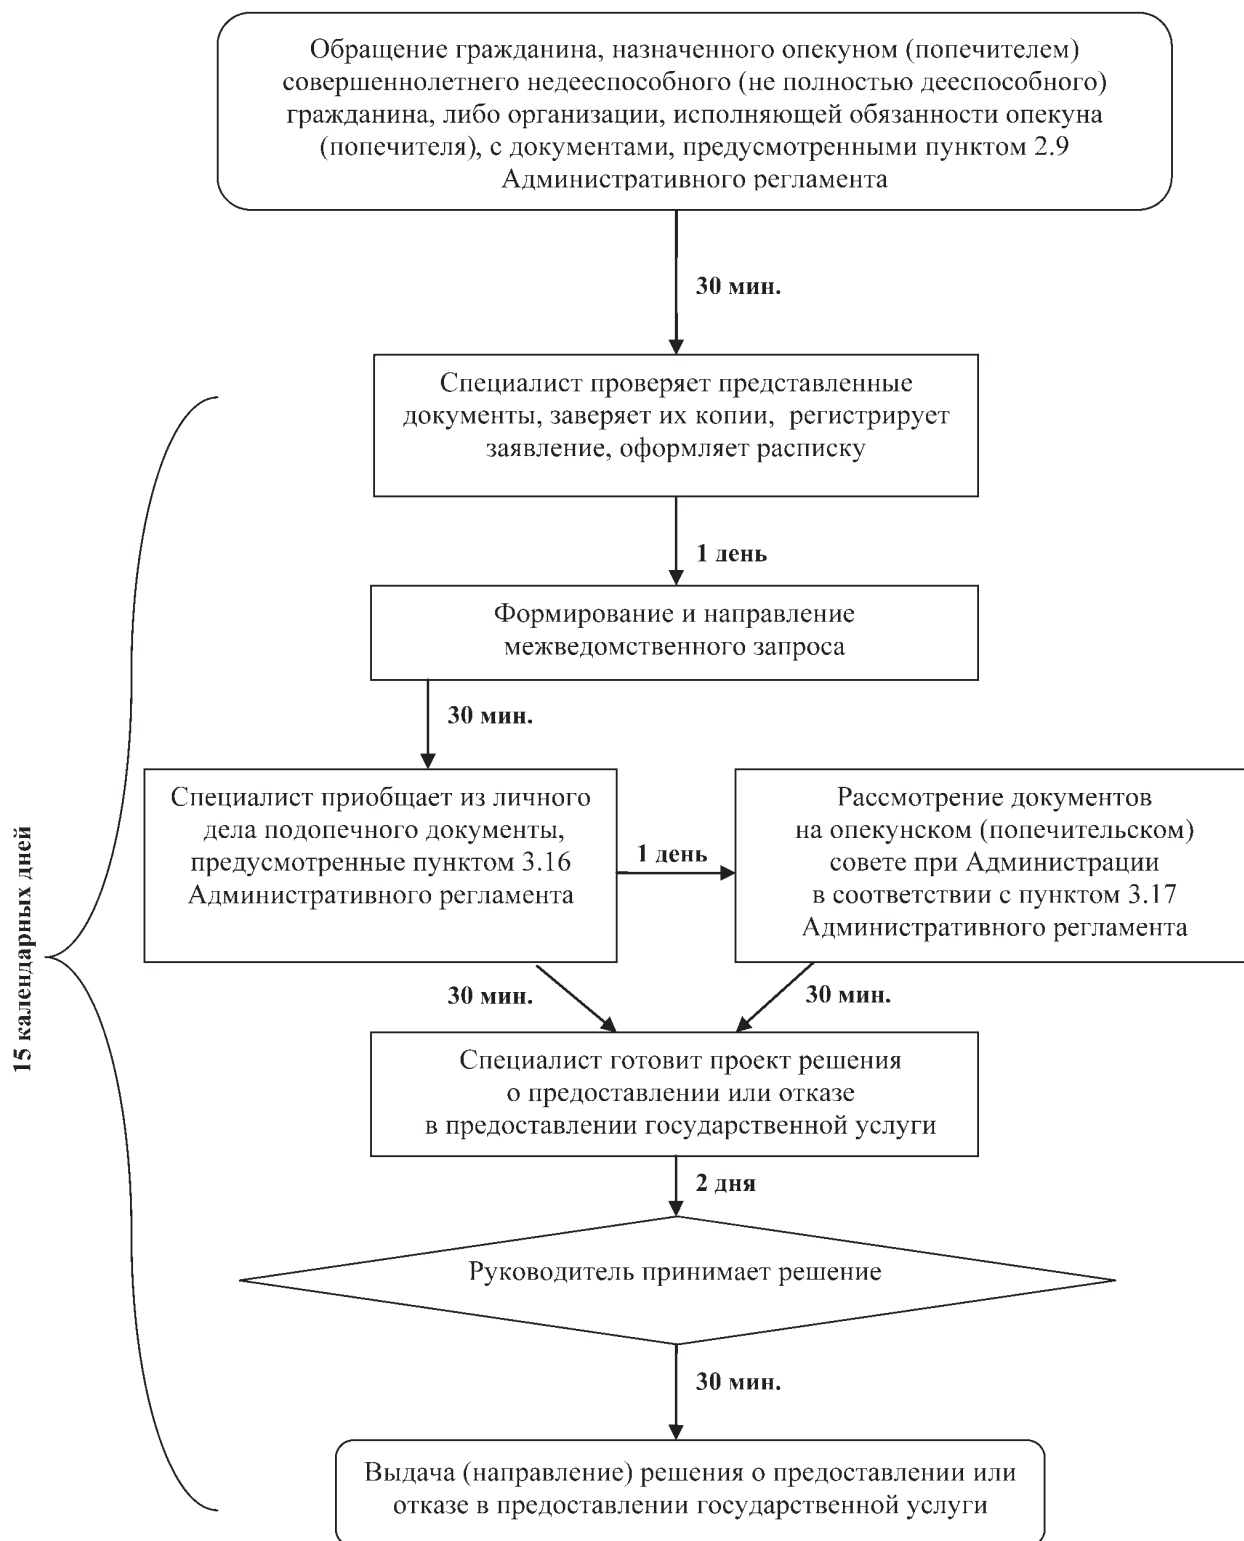 Обращение гражданина, назначенного опекуном (попечителем)
совершеннолетнего недееспособного (не полностью дееспособного)
гражданина, либо организации, исполняющей обязанности опекуна
(попечителя), с документами, предусмотренными пунктом 2.9
Административного регламента
30 мин.
Специалист проверяет представленные
документы, заверяет их копии, регистрирует
заявление, оформляет расписку
1 день
Формирование и направление
межведомственного запроса
30 мин.
Специалист приобщает из личного
дела подопечного документы,
предусмотренные пунктом 3.16
Административного регламента
1 день
Рассмотрение документов
на опекунском (попечительском)
совете при Администрации
в соответствии с пунктом 3.17
Административного регламента
15 календарных дней
30 мин.
30 мин.
Специалист готовит проект решения
о предоставлении или отказе
в предоставлении государственной услуги
2 дня
Руководитель принимает решение
30 мин.
Выдача (направление) решения о предоставлении или
отказе в предоставлении государственной услуги